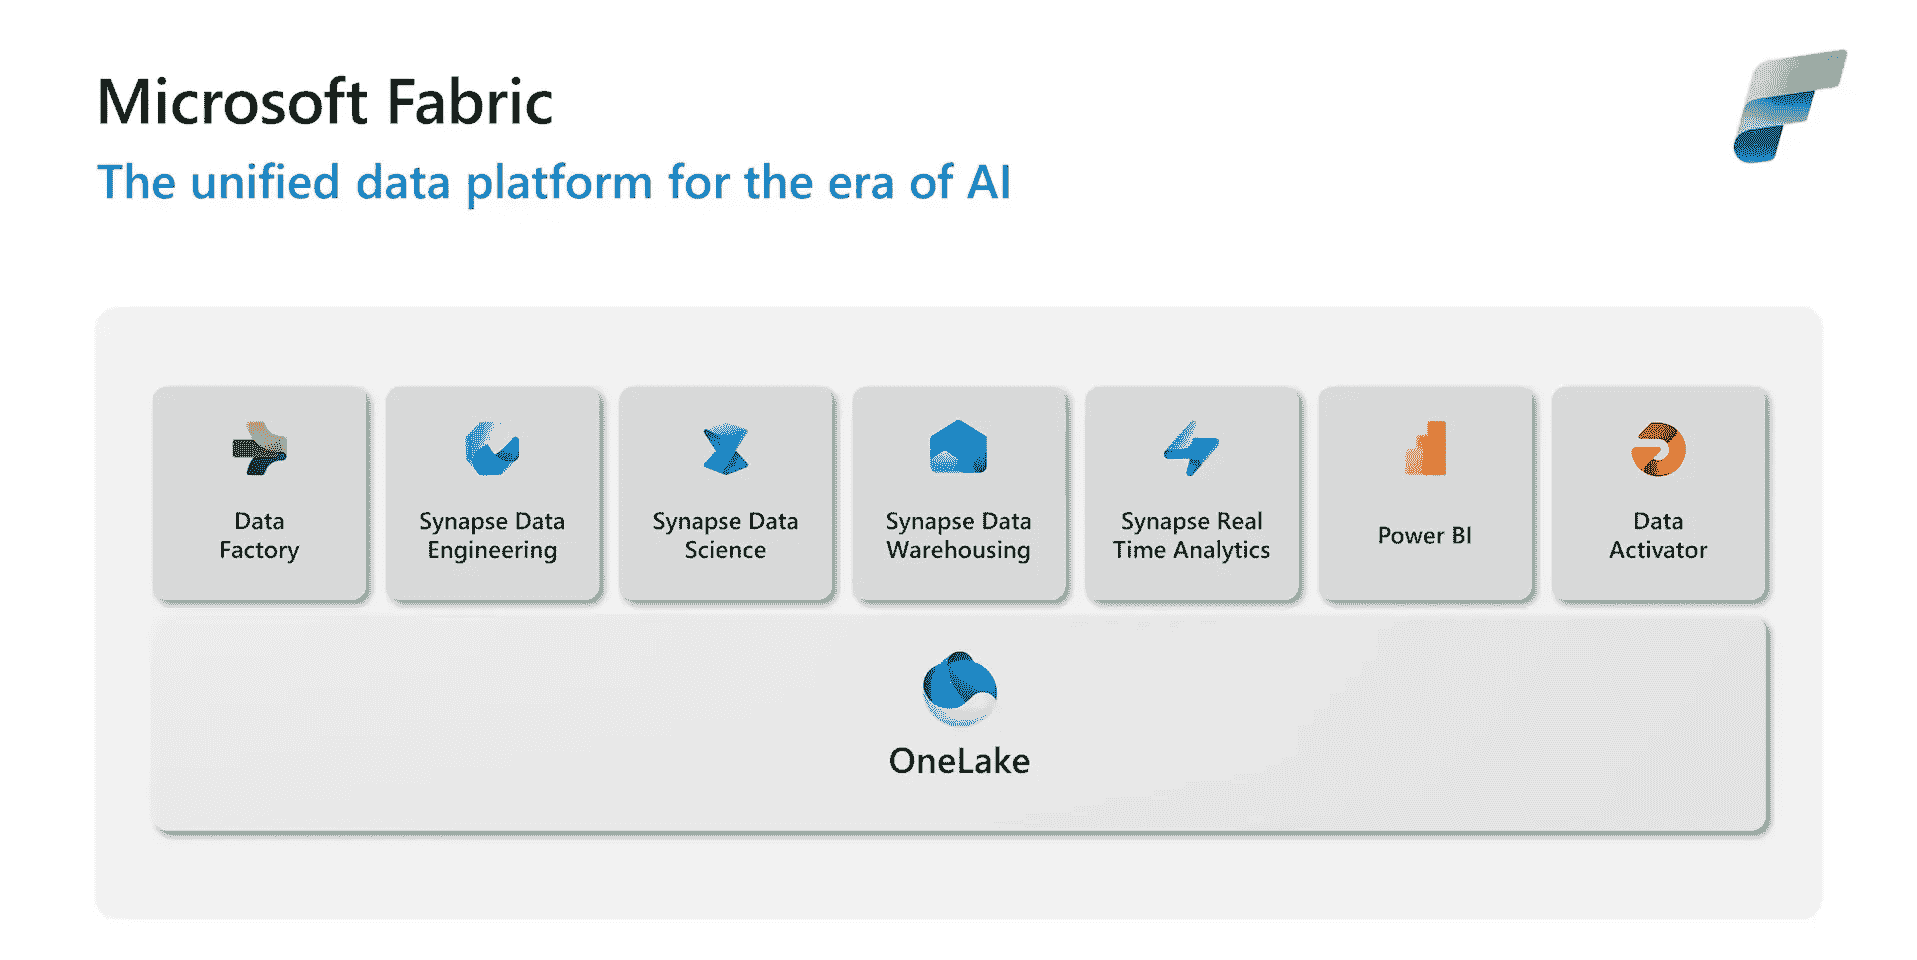 Microsoft Fabric
The unified data platform for the era of AI
Data
Factory
Synapse Data
Engineering
Synapse Data
Science
Synapse Data
Warehousing
Synapse Real
Time Analytics
Power BI
Data
Activator
OneLake